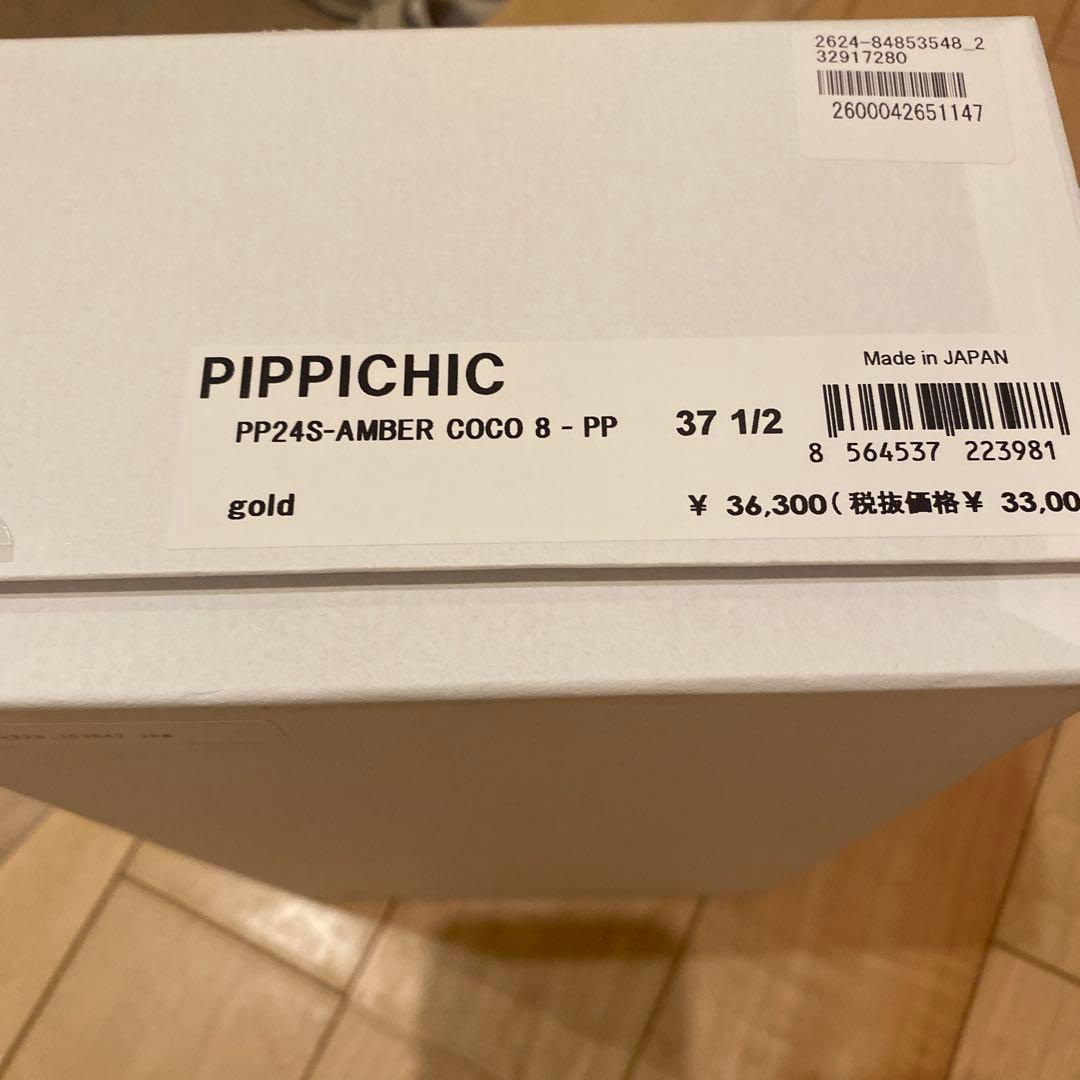 2624-84853548_2
32917280
2600042651147
PIPPICHIC
Made in JAPAN
PP24S-AMBER COCO 8 - PP
37 1/2
8 564537 223981
gold
¥ 36,300(税抜価格¥ 33,00